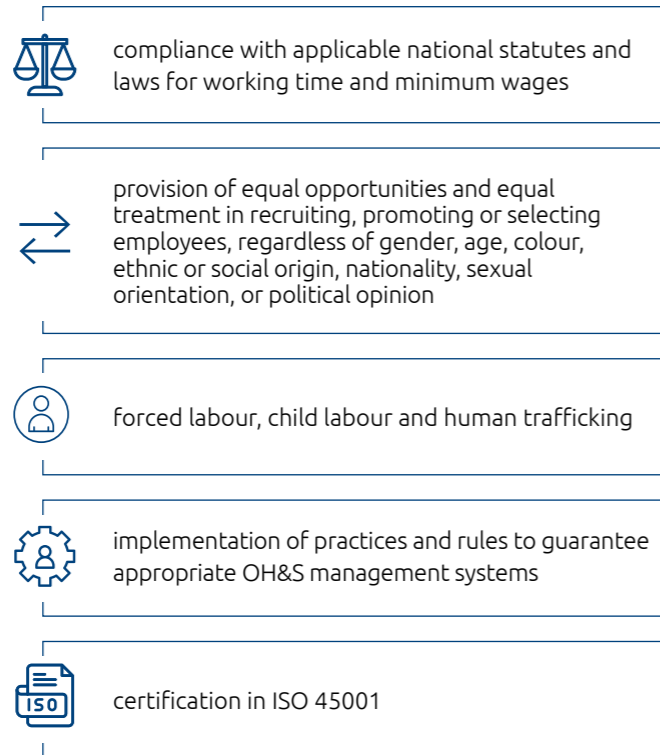 compliance with applicable national statutes and
laws for working time and minimum wages
provision of equal opportunities and equal
treatment in recruiting, promoting or selecting
employees, regardless of gender, age, colour,
ethnic or social origin, nationality, sexual
orientation, or political opinion
forced labour, child labour and human trafficking
implementation of practices and rules to guarantee
appropriate OH&S management systems
ISO
certification in ISO 45001